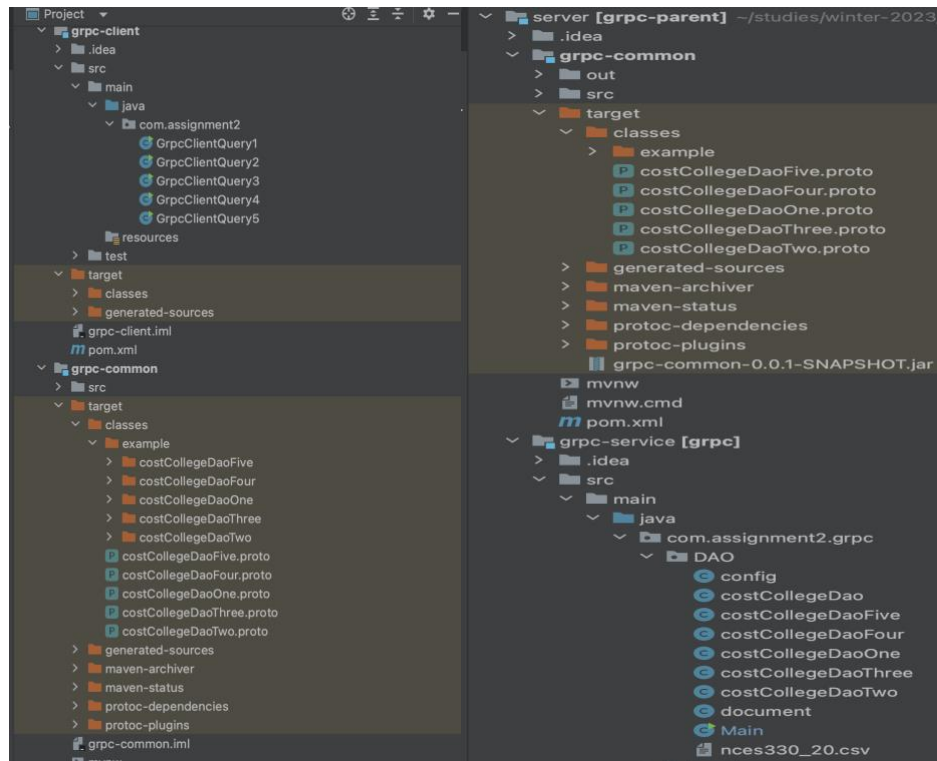 Project
grpc-client
.idea
src
main
java
com.assignment2
GrpcClientQuery1
GrpcClientQuery2
GrpcClientQuery3
GrpcClientQuery4
GrpcClientQuery5
resources
test
target
classes
generated-sources
grpc-client.iml
pom.xml
grpc-common
src
target
classes
example
costCollegeDaoFive
costCollegeDaoFour
costCollegeDaoOne
costCollegeDaoThree
costCollegeDaoTwo
costCollegeDaoFive.proto
costCollegeDaoFour.proto
costCollegeDaoOne.proto
costCollegeDaoThree.proto
costCollegeDaoTwo.proto
generated-sources
maven-archiver
maven-status
protoc-dependencies
protoc-plugins
grpc-common.iml
server [grpc-parent] ~/studies/winter-2023
.idea
grpc-common
out
src
target
classes
example
costCollegeDaoFive.proto
costCollegeDaoFour.proto
costCollegeDaoOne.proto
costCollegeDaoThree.proto
costCollegeDaoTwo.proto
generated-sources
maven-archiver
maven-status
protoc-dependencies
protoc-plugins
grpc-common-0.0.1-SNAPSHOT.jar
mvnw
mvnw.cmd
pom.xml
grpc-service [grpc]
.idea
src
main
java
com.assignment2.grpc
DAO
config
costCollegeDao
costCollegeDaoFive
costCollegeDaoFour
costCollegeDaoOne
costCollegeDaoThree
costCollegeDaoTwo
document
Main
nces330_20.csv